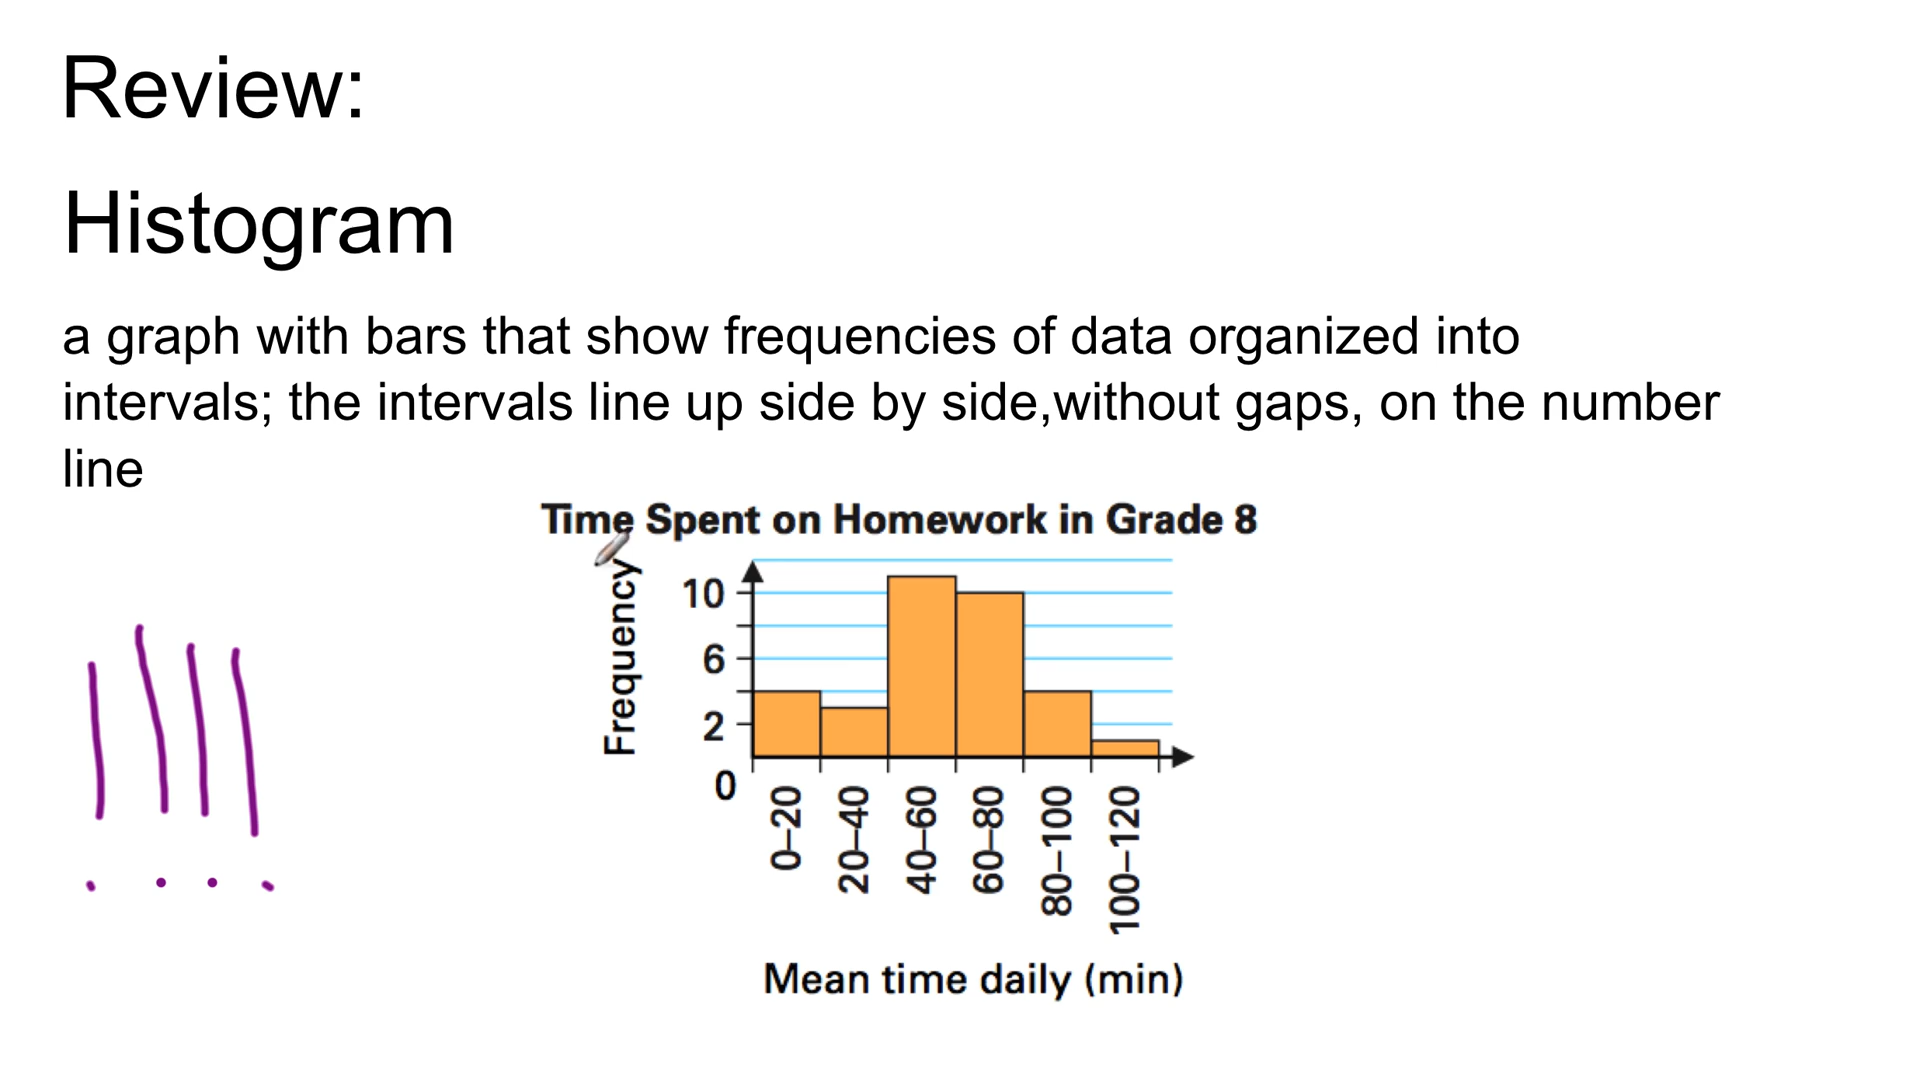 Review:
Histogram
a graph with bars that show frequencies of data organized into
intervals; the intervals line up side by side,without gaps, on the number
line
Time Spent on Homework in Grade 8
Frequency
10
6
2
0
0–20
20–40
40–60
60–80
80–100
100–120
Mean time daily (min)